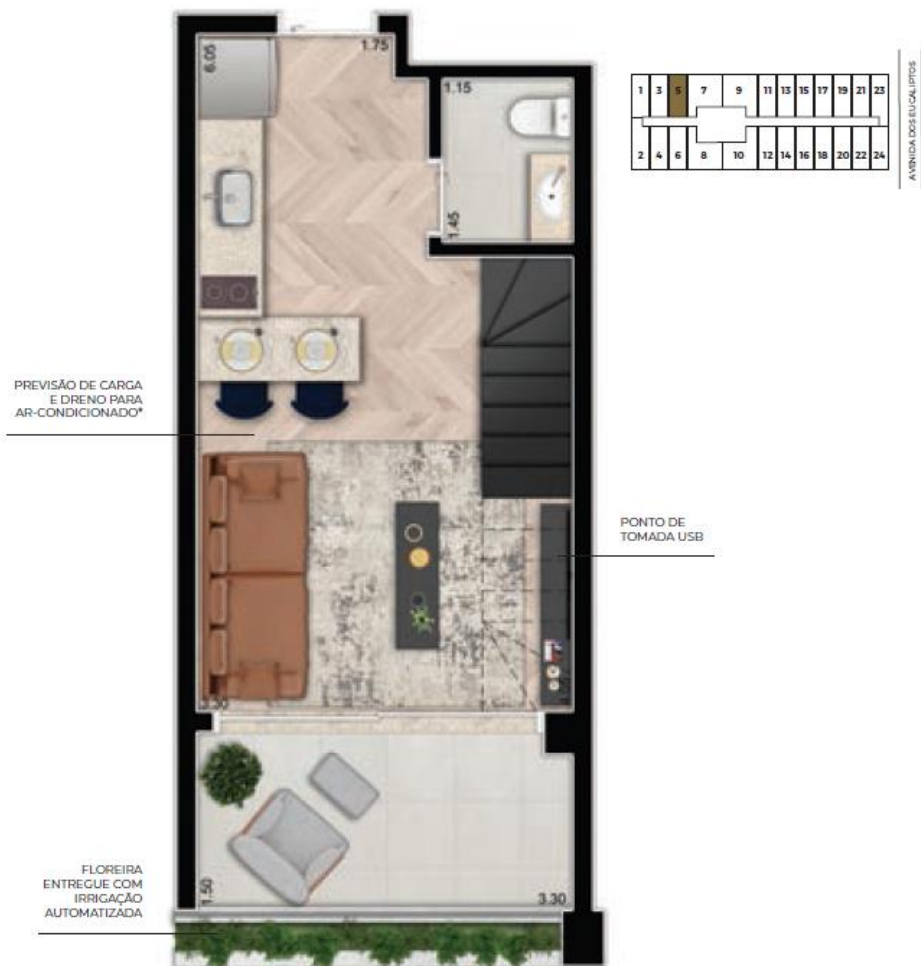 6.05
1.75
1.15
1.45
1 3 5 7 9 11 13 15 17 19 21 23
2 4 6 8 10 12 14 16 18 20 22 24
AVENIDA DOS EUCALIPTOS
PREVISÃO DE CARGA
E DRENO PARA
AR-CONDICIONADO*
PONTO DE
TOMADA USB
3.30
FLOREIRA
ENTREGUE COM
IRRIGAÇÃO
AUTOMATIZADA
1.50
3.30